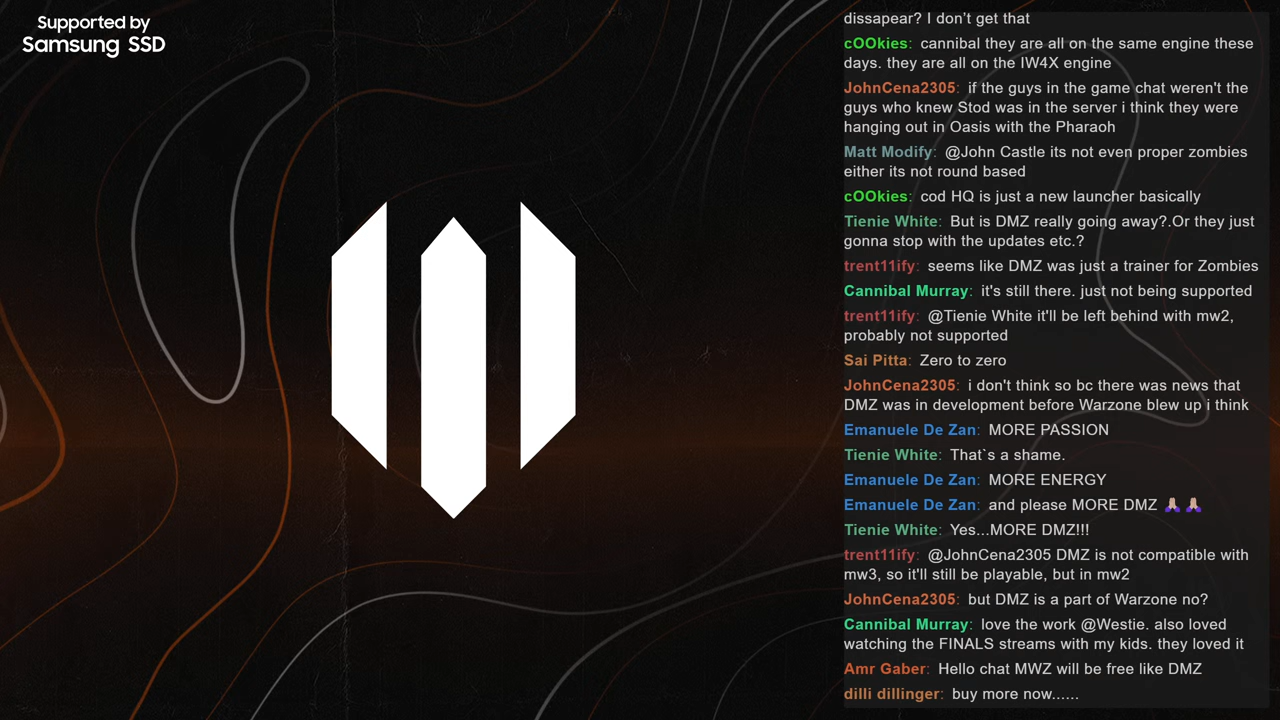 Supported by
Samsung SSD
dissapear? I don't get that
cOOkies: cannibal they are all on the same engine these
days. they are all on the IW4X engine
JohnCena2305: if the guys in the game chat weren't the
guys who knew Stod was in the server i think they were
hanging out in Oasis with the Pharaoh
Matt Modify: @John Castle its not even proper zombies
either its not round based
cOOkies: cod HQ is just a new launcher basically
Tienie White: But is DMZ really going away?.Or they just
gonna stop with the updates etc.?
trent11ify: seems like DMZ was just a trainer for Zombies
Cannibal Murray: it's still there. just not being supported
trent11ify: @Tienie White it'll be left behind with mw2,
probably not supported
Sai Pitta: Zero to zero
JohnCena2305: i don't think so bc there was news that
DMZ was in development before Warzone blew up i think
Emanuele De Zan: MORE PASSION
Tienie White: That`s a shame.
Emanuele De Zan: MORE ENERGY
Emanuele De Zan: and please MORE DMZ 🙏🏼🙏🏼
Tienie White: Yes...MORE DMZ!!!
trent11ify: @JohnCena2305 DMZ is not compatible with
mw3, so it'll still be playable, but in mw2
JohnCena2305: but DMZ is a part of Warzone no?
Cannibal Murray: love the work @Westie. also loved
watching the FINALS streams with my kids. they loved it
Amr Gaber: Hello chat MWZ will be free like DMZ
dilli dillinger: buy more now......